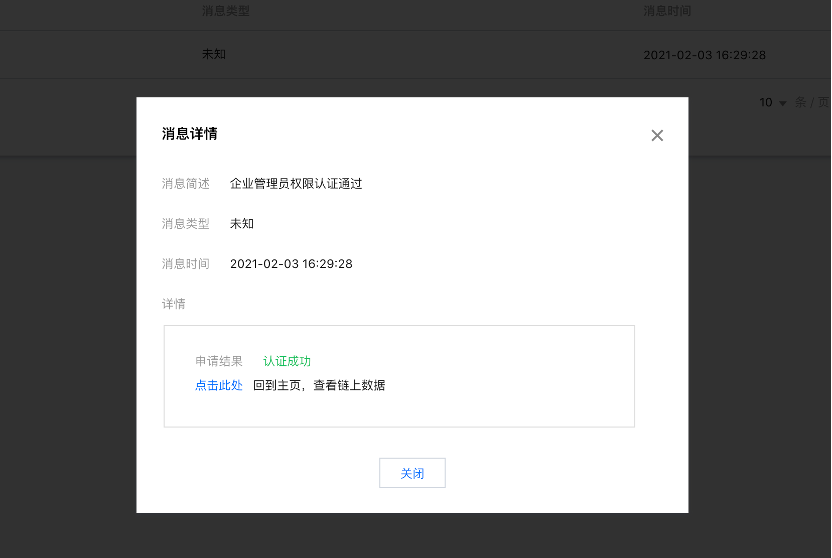 消息类型 消息时间
未知 2021-02-03 16:29:28
10 条 / 页
消息详情
消息简述 企业管理员权限认证通过
消息类型 未知
消息时间 2021-02-03 16:29:28
详情
申请结果 认证成功
点击此处 回到主页，查看链上数据
关闭